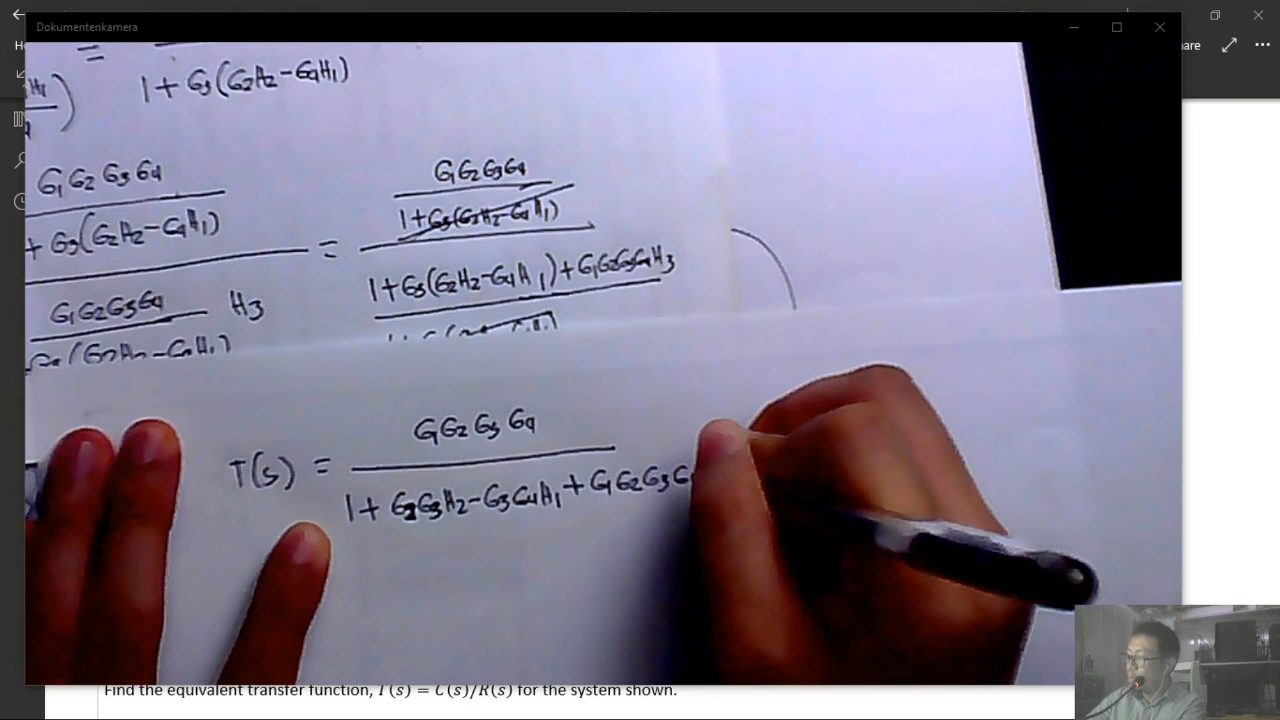 Dokumentenkamera
are
= 1 + G3(G2H2 - G4H1)
G1G2G3G4
+ G3(G2H2 - G4H1)
G1G2G3G4 H3
=
G1G2G3G4
1 + G3(G2H2 - G4H1)
1 + G3(G2H2 - G4H1) + G1G2G3G4H3
T(s) = G1G2G3G4
1 + G2G3H2 - G3G4H1 + G1G2G3G
Find the equivalent transfer function, T(s) = C(s)/R(s) for the system shown.